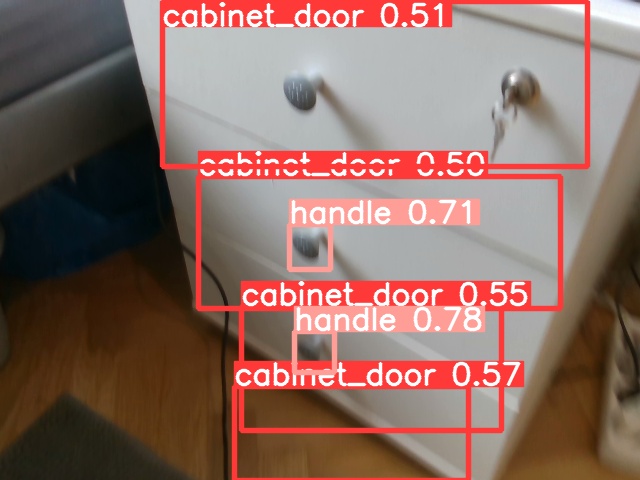 cabinet_door 0.51
cabinet_door 0.50
handle 0.71
cabinet_door 0.55
handle 0.78
cabinet_door 0.57